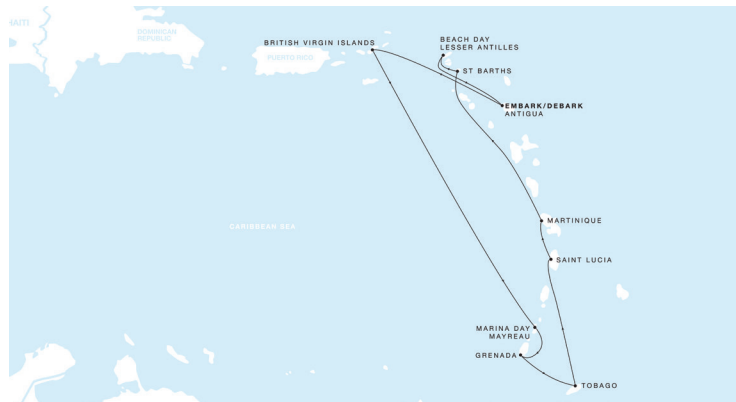 HAITI
DOMINICAN
REPUBLIC
PUERTO RICO
BRITISH VIRGIN ISLANDS
BEACH DAY
LESSER ANTILLES
ST BARTHS
EMBARK/DEBARK
ANTIGUA
MARTINIQUE
CARIBBEAN SEA
SAINT LUCIA
MARINA DAY
MAYREAU
GRENADA
TOBAGO